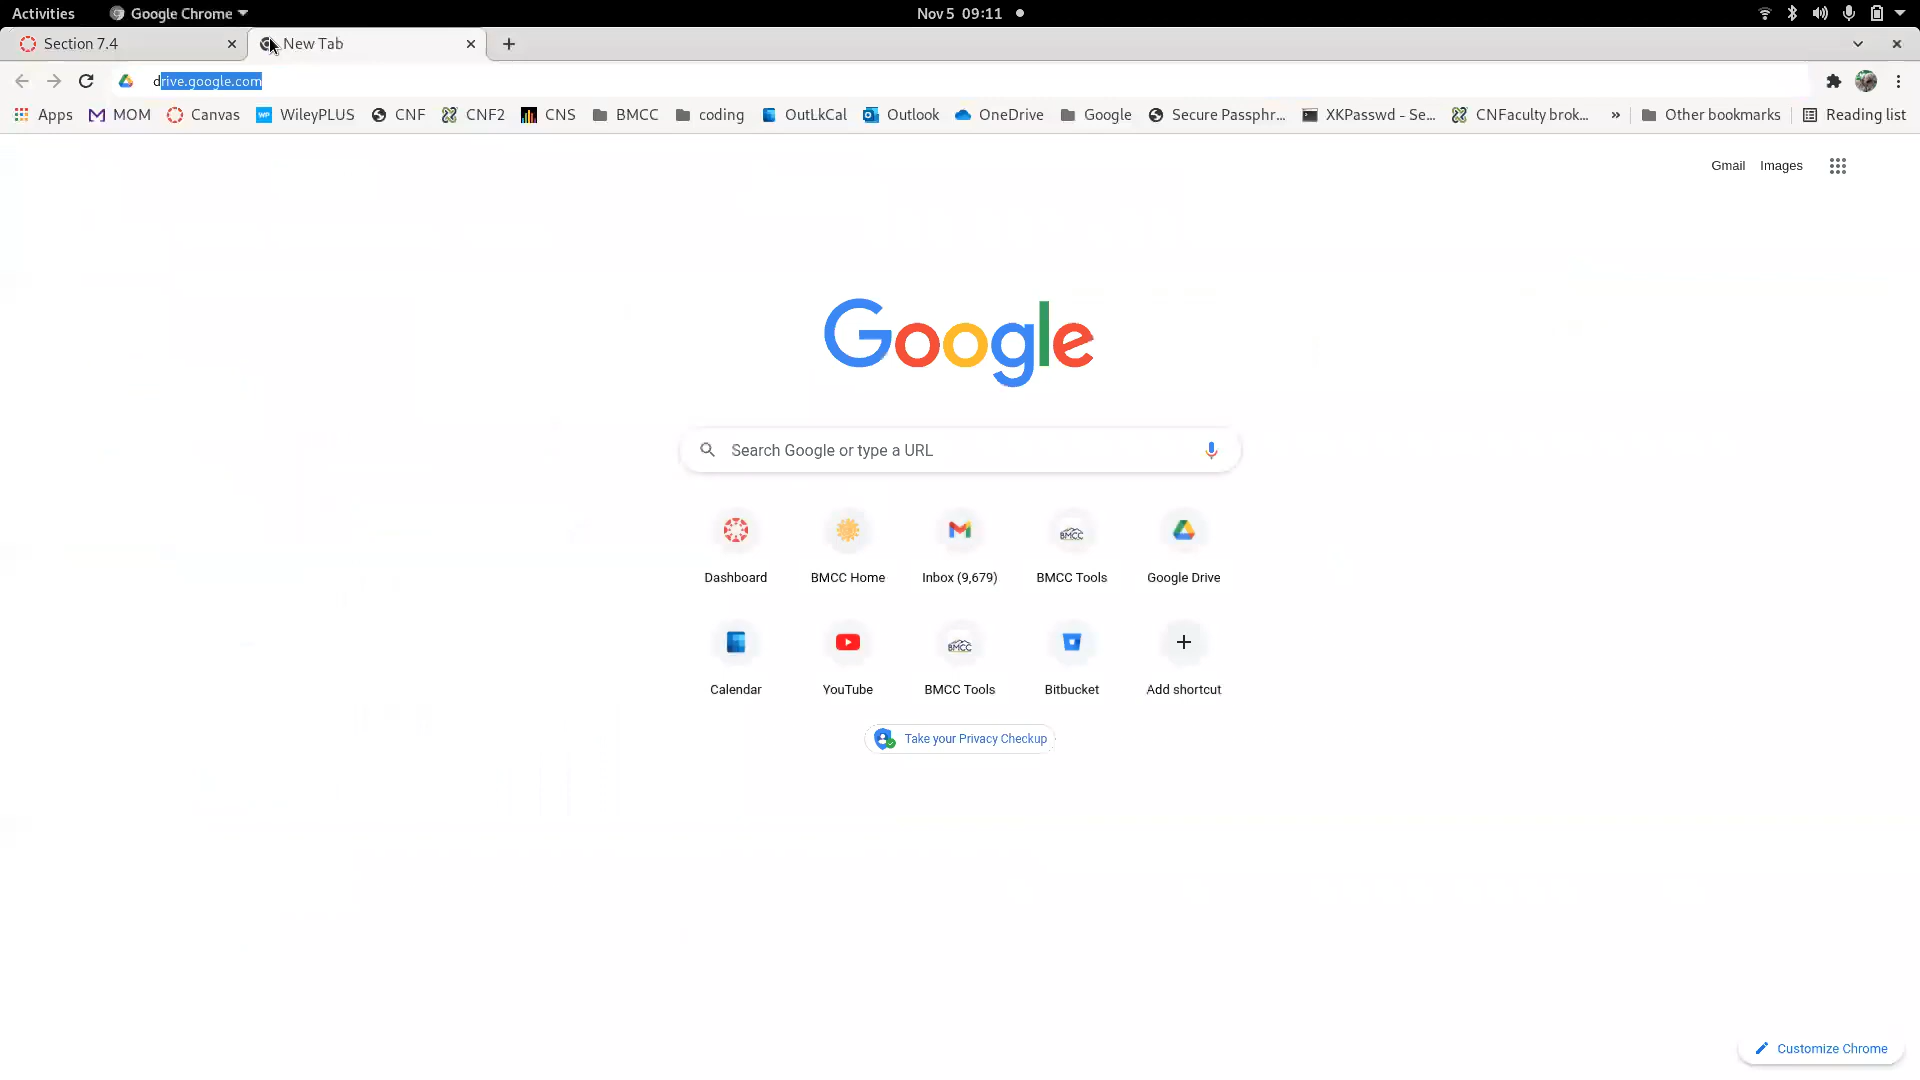 Activities Google Chrome Nov 5 09:11
Section 7.4 New Tab
drive.google.com
Apps MOM Canvas WileyPLUS CNF CNF2 CNS BMCC coding OutLkCal Outlook OneDrive Google Secure Passphr... XKPasswd - Se... CNFaculty brok... » Other bookmarks Reading list
Gmail Images
Google
Search Google or type a URL
Dashboard BMCC Home Inbox (9,679) BMCC Tools Google Drive
Calendar YouTube BMCC Tools Bitbucket Add shortcut
Take your Privacy Checkup
Customize Chrome